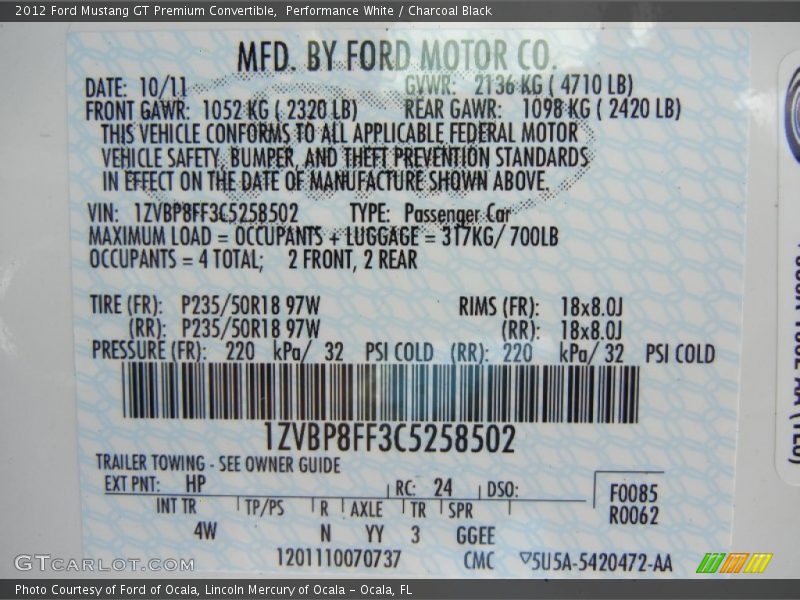 2012 Ford Mustang GT Premium Convertible,  Performance White / Charcoal Black
MFD. BY FORD MOTOR CO.
DATE: 10/11 GVWR: 2136 KG ( 4710 LB)
FRONT GAWR: 1052 KG ( 2320 LB) REAR GAWR: 1098 KG ( 2420 LB)
THIS VEHICLE CONFORMS TO ALL APPLICABLE FEDERAL MOTOR
VEHICLE SAFETY, BUMPER, AND THEFT PREVENTION STANDARDS
IN EFFECT ON THE DATE OF MANUFACTURE SHOWN ABOVE.
VIN: 1ZVBP8FF3C5258502 TYPE: Passenger Car
MAXIMUM LOAD = OCCUPANTS + LUGGAGE = 317KG/ 700LB
OCCUPANTS = 4 TOTAL; 2 FRONT, 2 REAR
TIRE (FR): P235/50R18 97W RIMS (FR): 18x8.0J
(RR): P235/50R18 97W (RR): 18x8.0J
PRESSURE (FR): 220 kPa/ 32 PSI COLD (RR): 220 kPa/ 32 PSI COLD
1ZVBP8FF3C5258502
TRAILER TOWING - SEE OWNER GUIDE
EXT PNT: HP RC: 24 DSO: F0085
INT TR TP/PS R AXLE TR SPR R0062
4W N YY 3 GGEE
1201110070737 CMC 5U5A-5420472-AA
GTCARLOT.COM
Photo Courtesy of Ford of Ocala, Lincoln Mercury of Ocala - Ocala, FL